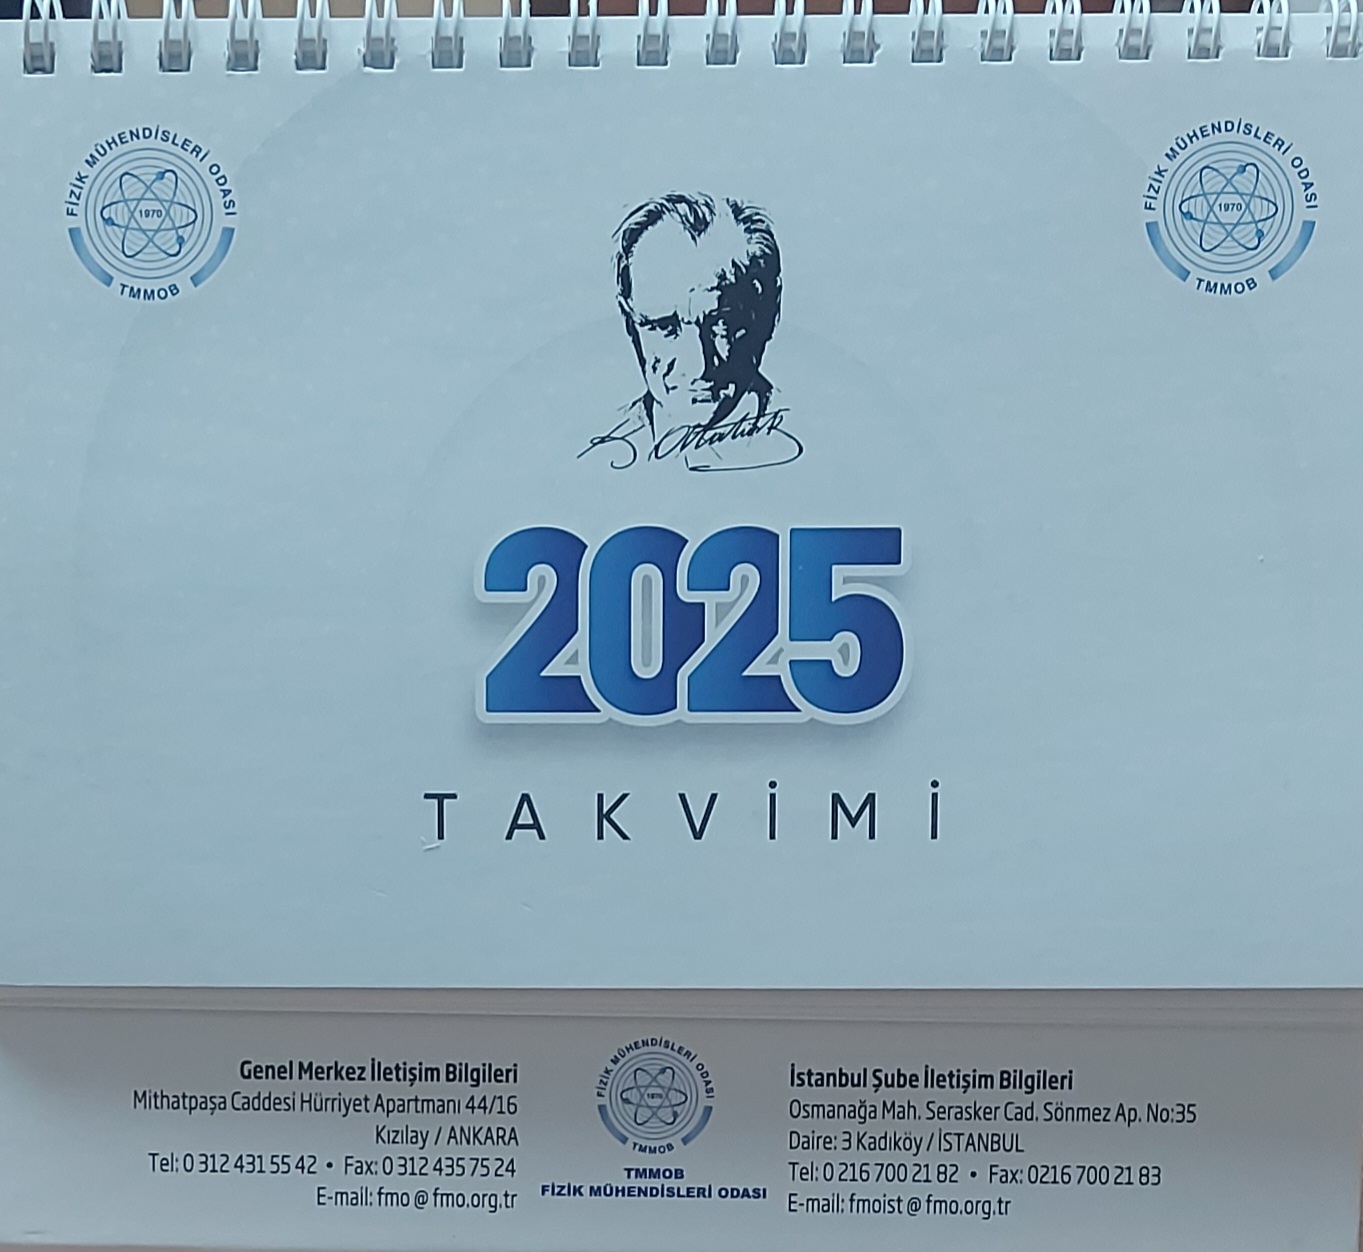 FİZİK MÜHENDİSLERİ ODASI
1970
TMMOB
FİZİK MÜHENDİSLERİ ODASI
1970
TMMOB
K. Atatürk
2025
TAKVİMİ
Genel Merkez İletişim Bilgileri
Mithatpaşa Caddesi Hürriyet Apartmanı 44/16
Kızılay / ANKARA
Tel: 0 312 431 55 42 • Fax: 0 312 435 75 24
E-mail: fmo @ fmo.org.tr
FİZİK MÜHENDİSLERİ ODASI
1970
TMMOB
TMMOB
FİZİK MÜHENDİSLERİ ODASI
İstanbul Şube İletişim Bilgileri
Osmanağa Mah. Serasker Cad. Sönmez Ap. No:35
Daire: 3 Kadıköy / İSTANBUL
Tel: 0 216 700 21 82 • Fax: 0216 700 21 83
E-mail: fmoist @ fmo.org.tr